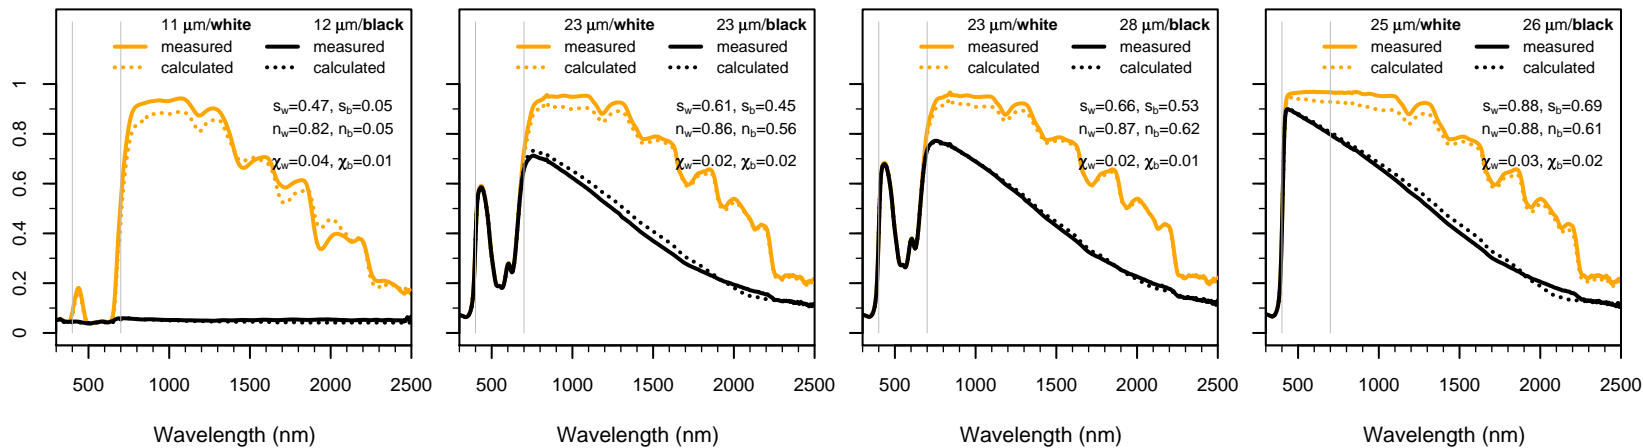 11 μm/white 12 μm/black
measured measured
calculated calculated
s_w=0.47, s_b=0.05
n_w=0.82, n_b=0.05
χ_w=0.04, χ_b=0.01
0 0.2 0.4 0.6 0.8 1
500 1000 1500 2000 2500
Wavelength (nm)
23 μm/white 23 μm/black
measured measured
calculated calculated
s_w=0.61, s_b=0.45
n_w=0.86, n_b=0.56
χ_w=0.02, χ_b=0.02
500 1000 1500 2000 2500
Wavelength (nm)
23 μm/white 28 μm/black
measured measured
calculated calculated
s_w=0.66, s_b=0.53
n_w=0.87, n_b=0.62
χ_w=0.02, χ_b=0.01
500 1000 1500 2000 2500
Wavelength (nm)
25 μm/white 26 μm/black
measured measured
calculated calculated
s_w=0.88, s_b=0.69
n_w=0.88, n_b=0.61
χ_w=0.03, χ_b=0.02
500 1000 1500 2000 2500
Wavelength (nm)